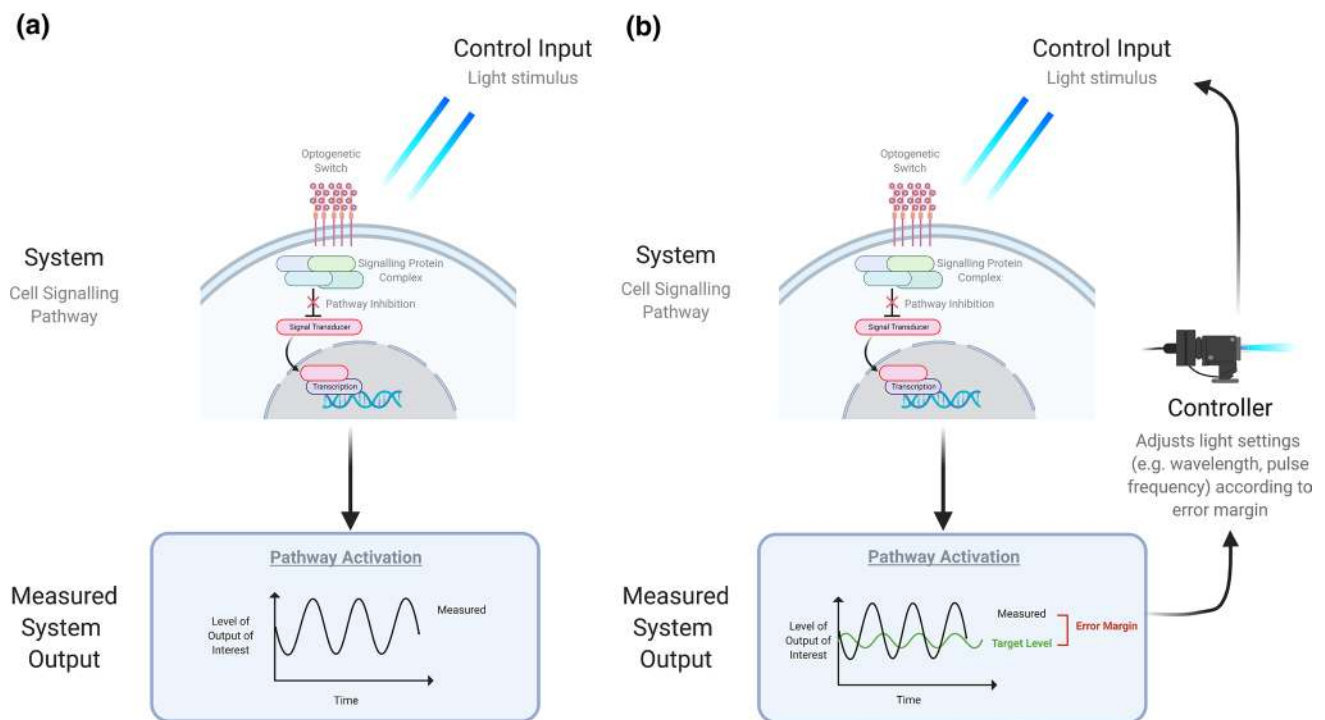 (a)
Control Input
Light stimulus
Optogenetic
Switch
System
Cell Signalling
Pathway
Signalling Protein
Complex
Pathway Inhibition
Signal Transducer
Transcription
Measured
System
Output
Pathway Activation
Level of
Output of
Interest
Measured
Time
(b)
Control Input
Light stimulus
Optogenetic
Switch
System
Cell Signalling
Pathway
Signalling Protein
Complex
Pathway Inhibition
Signal Transducer
Transcription
Controller
Adjusts light settings
(e.g. wavelength, pulse
frequency) according to
error margin
Measured
System
Output
Pathway Activation
Level of
Output of
Interest
Measured
Target Level
Error Margin
Time